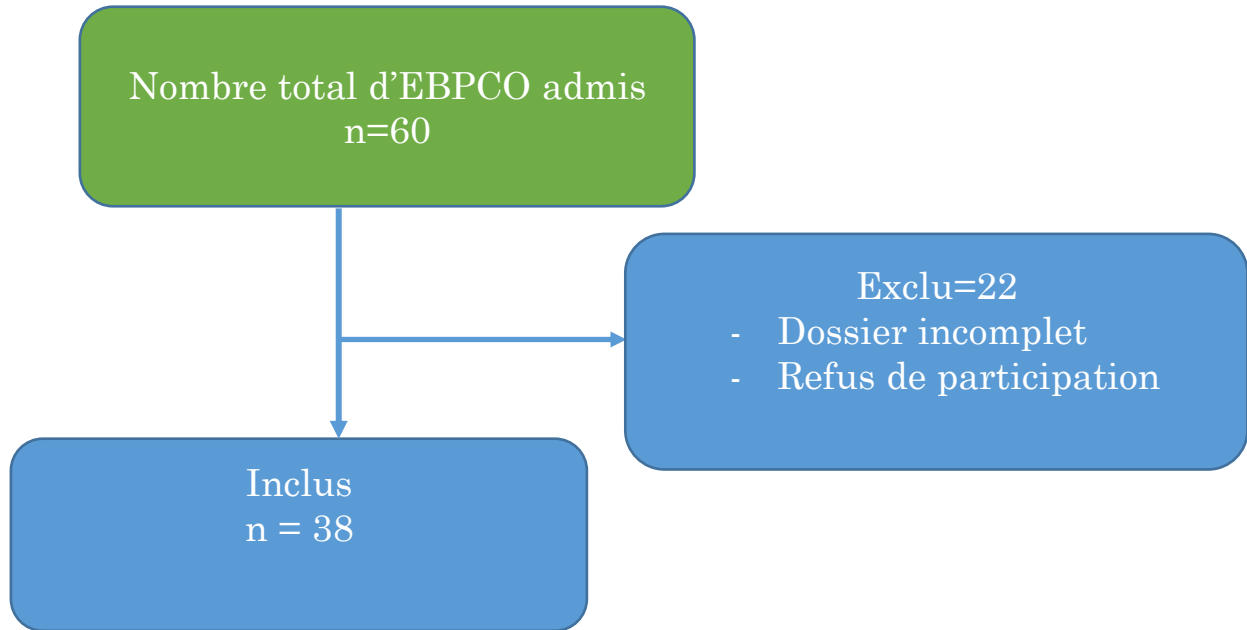 Nombre total d’EBPCO admis
n=60
Exclu=22
- Dossier incomplet
- Refus de participation
Inclus
n = 38